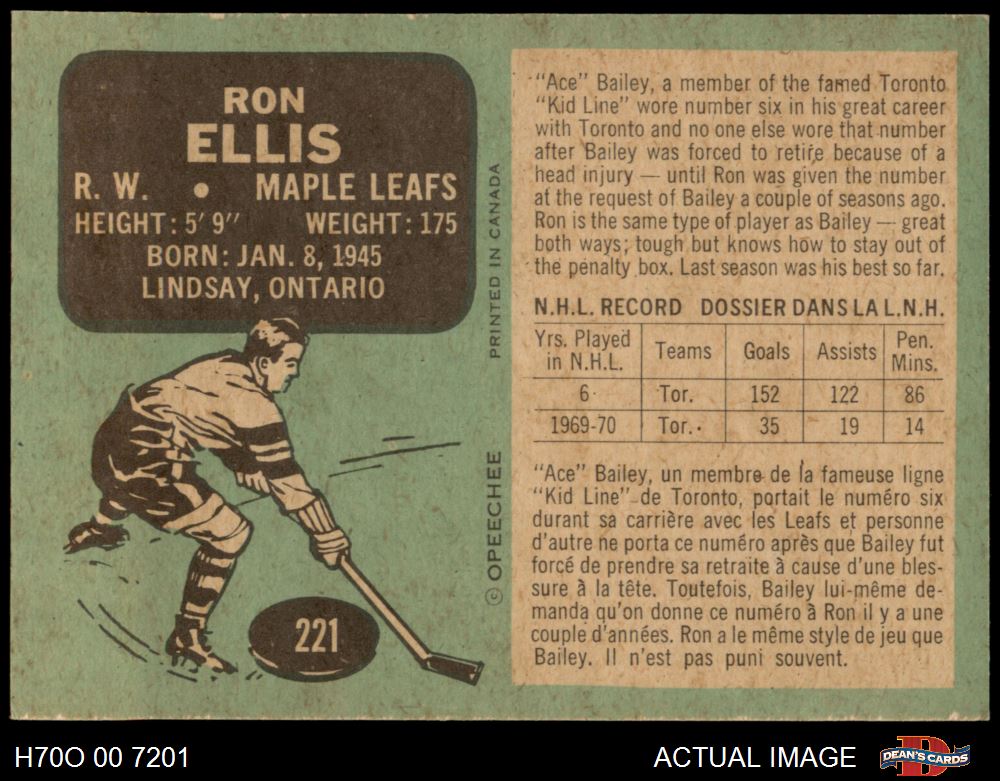 RON
ELLIS
R. W. • MAPLE LEAFS
HEIGHT: 5' 9" WEIGHT: 175
BORN: JAN. 8, 1945
LINDSAY, ONTARIO
221
© OPEECHEE PRINTED IN CANADA
"Ace" Bailey, a member of the famed Toronto
"Kid Line" wore number six in his great career
with Toronto and no one else wore that number
after Bailey was forced to retire because of a
head injury — until Ron was given the number
at the request of Bailey a couple of seasons ago.
Ron is the same type of player as Bailey — great
both ways; tough but knows how to stay out of
the penalty box. Last season was his best so far.
N.H.L. RECORD DOSSIER DANS LA L.N.H.
Yrs. Played in N.H.L. Teams Goals Assists Pen. Mins.
6 Tor. 152 122 86
1969-70 Tor. 35 19 14
"Ace" Bailey, un membre de la fameuse ligne
"Kid Line" de Toronto, portait le numéro six
durant sa carrière avec les Leafs et personne
d'autre ne porta ce numéro après que Bailey fut
forcé de prendre sa retraite à cause d'une bles-
sure à la tête. Toutefois, Bailey lui-même de-
manda qu'on donne ce numéro à Ron il y a une
couple d'années. Ron a le même style de jeu que
Bailey. Il n'est pas puni souvent.
H70O 00 7201
ACTUAL IMAGE
DEAN'S CARDS